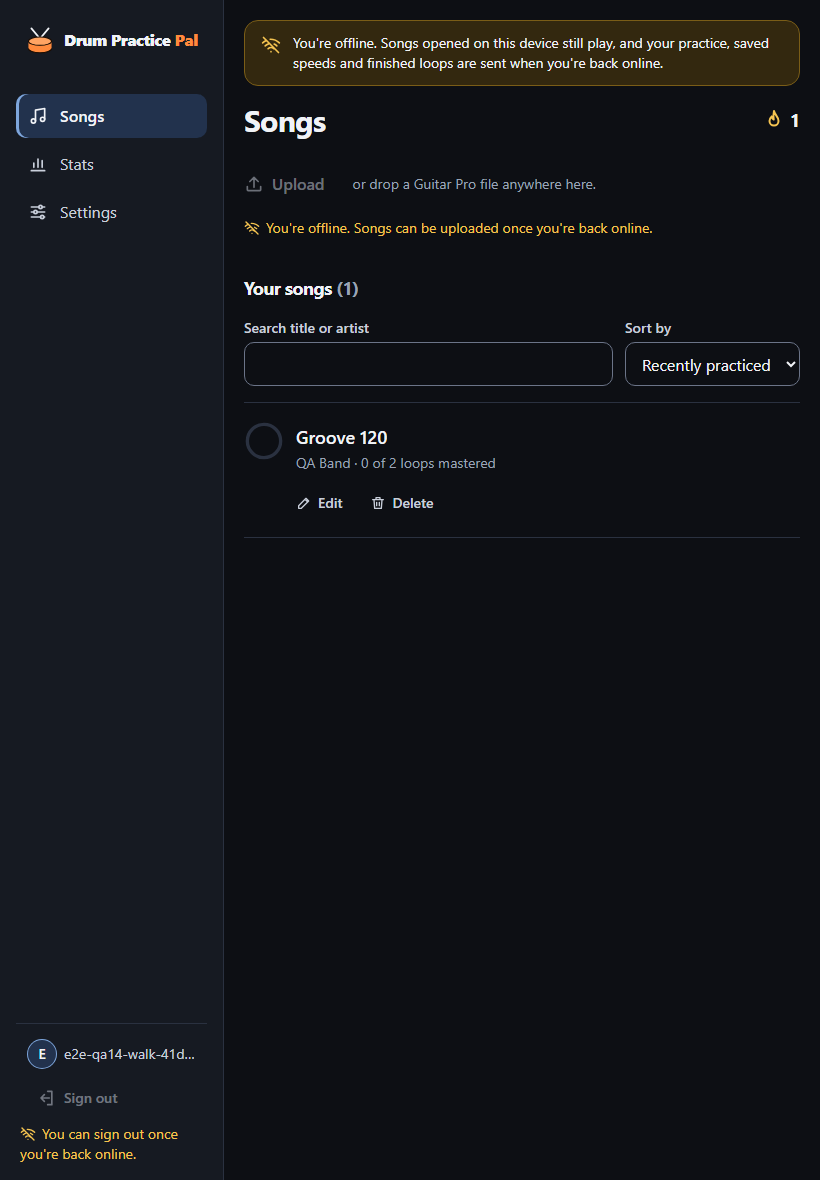 Drum Practice Pal
Songs
Stats
Settings
E
e2e-qa14-walk-41d...
Sign out
You can sign out once
you're back online.
You're offline. Songs opened on this device still play, and your practice, saved
speeds and finished loops are sent when you're back online.
Songs
1
Upload
or drop a Guitar Pro file anywhere here.
You're offline. Songs can be uploaded once you're back online.
Your songs (1)
Search title or artist
Sort by
Recently practiced
Groove 120
QA Band · 0 of 2 loops mastered
Edit
Delete